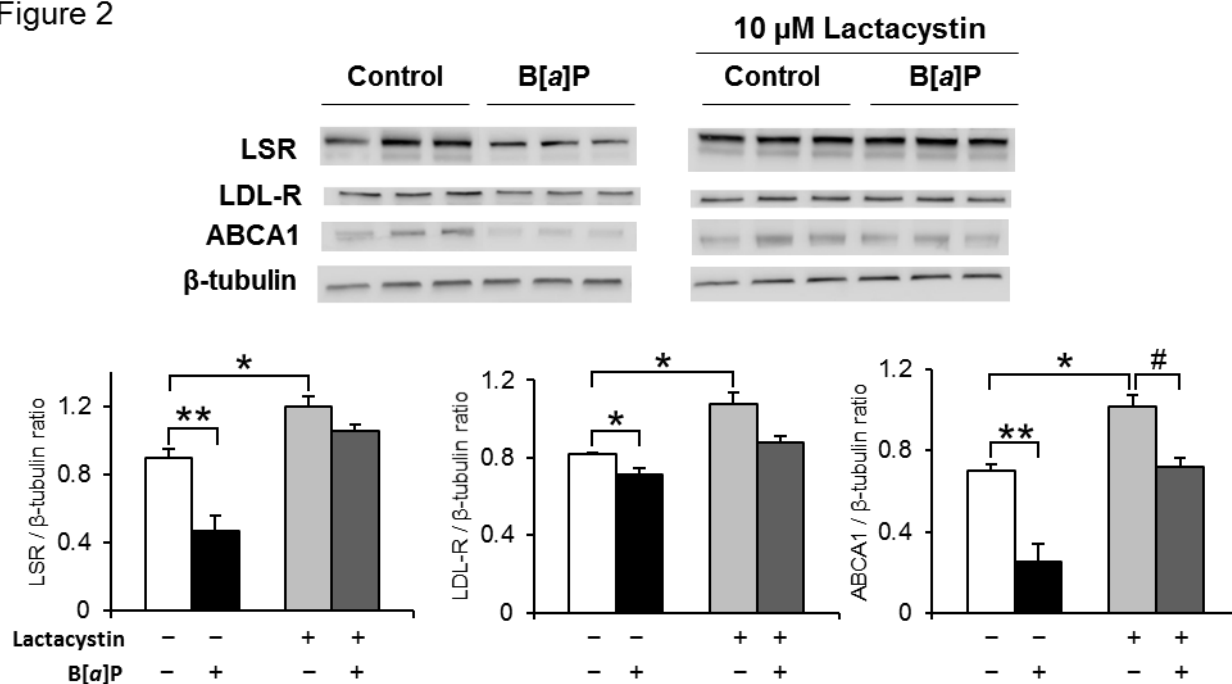 Figure 2
10 µM Lactacystin
Control B[a]P Control B[a]P
LSR
LDL-R
ABCA1
β-tubulin
LSR / β-tubulin ratio
1.2
0.8
0.4
0
*
**
LDL-R / β-tubulin ratio
1.2
0.8
0.4
0
*
*
ABCA1 / β-tubulin ratio
1.2
0.8
0.4
0
*
#
**
Lactacystin − − + + − − + + − − + +
B[a]P − + − + − + − + − + − +